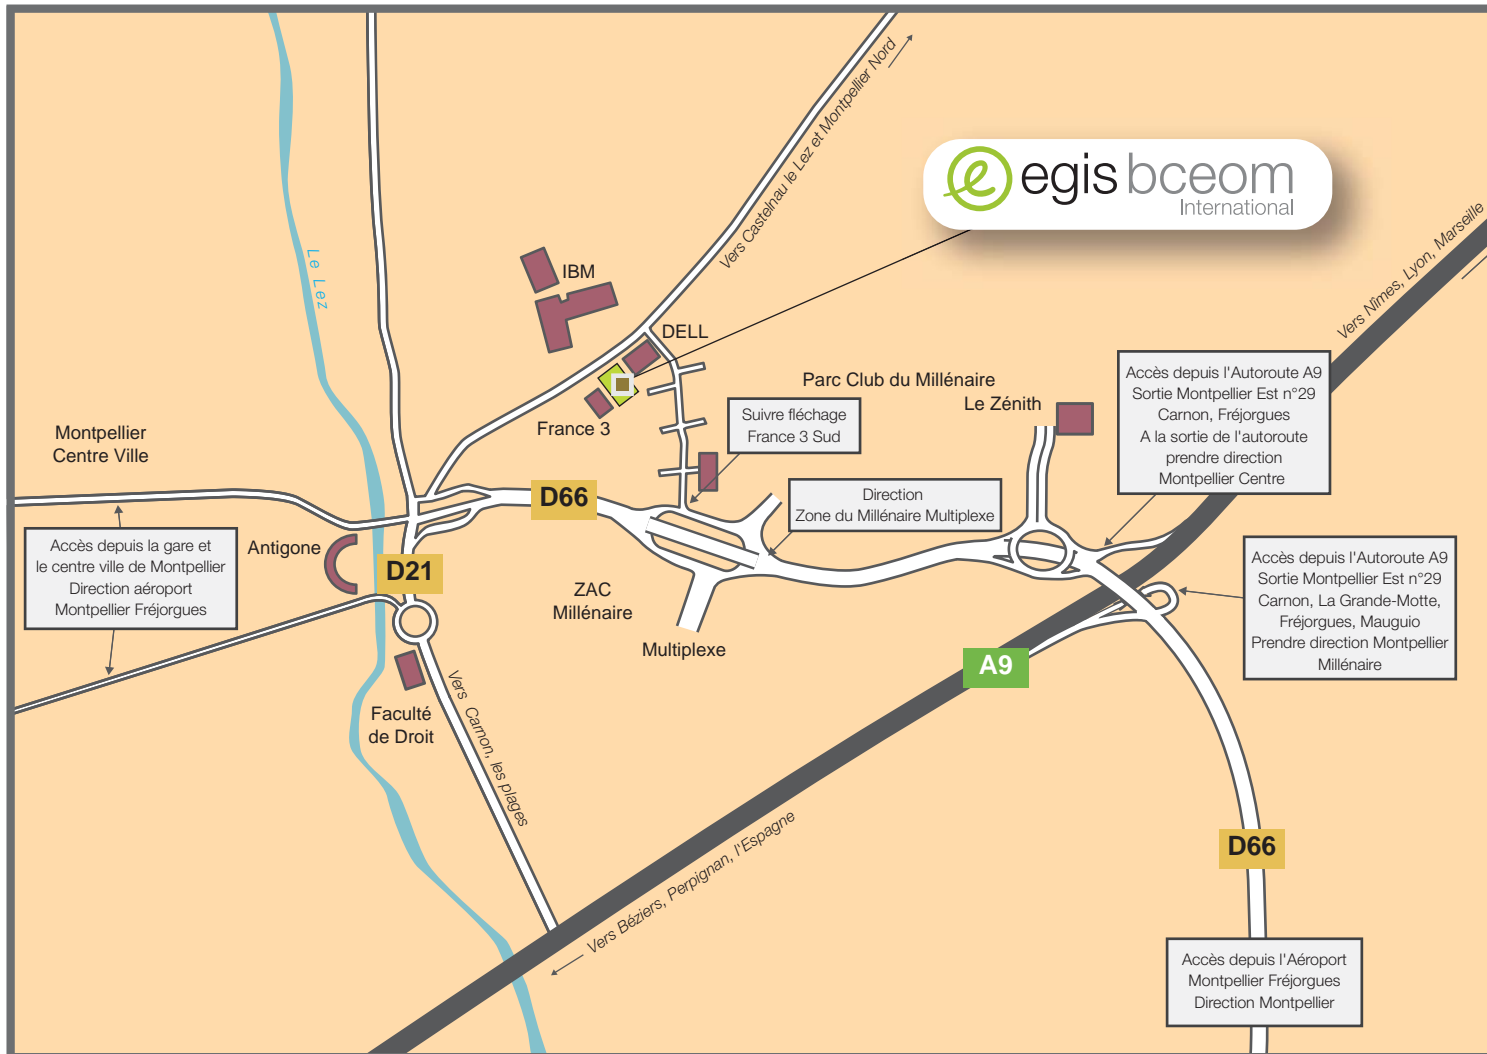 Vers Castelnau le Lez et Montpellier Nord
egis bceom
International
Le Lez
IBM
Vers Nîmes, Lyon, Marseille
DELL
Parc Club du Millénaire
Le Zénith
France 3
Suivre fléchage
France 3 Sud
Accès depuis l'Autoroute A9
Sortie Montpellier Est n°29
Carnon, Fréjorgues
A la sortie de l'autoroute
prendre direction
Montpellier Centre
Montpellier
Centre Ville
D66
Direction
Zone du Millénaire Multiplexe
Accès depuis la gare et
le centre ville de Montpellier
Direction aéroport
Montpellier Fréjorgues
Antigone
D21
ZAC
Millénaire
Multiplexe
Accès depuis l'Autoroute A9
Sortie Montpellier Est n°29
Carnon, La Grande-Motte,
Fréjorgues, Mauguio
Prendre direction Montpellier
Millénaire
A9
Faculté
de Droit
Vers Carnon, les plages
Vers Béziers, Perpignan, l'Espagne
D66
Accès depuis l'Aéroport
Montpellier Fréjorgues
Direction Montpellier